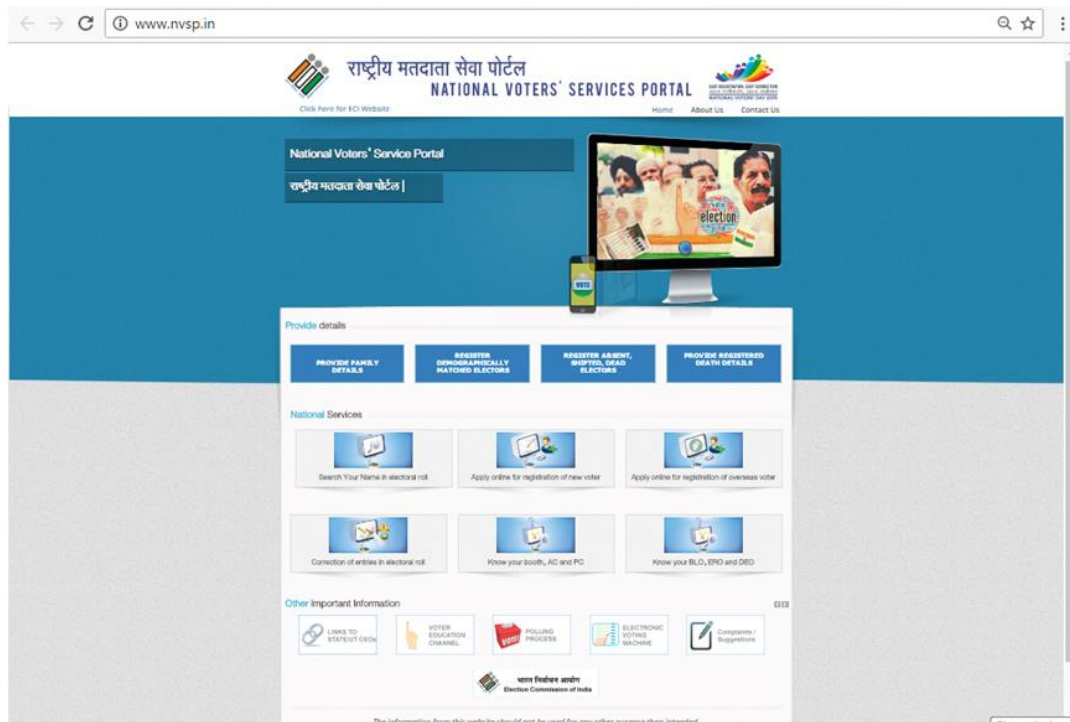 www.nvsp.in
राष्ट्रीय मतदाता सेवा पोर्टल
NATIONAL VOTERS' SERVICES PORTAL
Click here for ECI Website
Home About Us Contact Us
National Voters' Service Portal
राष्ट्रीय मतदाता सेवा पोर्टल|
election
VOTE
Provide details
PROVIDE FAMILY
DETAILS
REGISTER
DEMOGRAPHICALLY
MATCHED ELECTORS
REGISTER ABSENT,
SHIFTED, DEAD
ELECTORS
PROVIDE REGISTERED
DEATH DETAILS
National Services
Search Your Name in electoral roll
Apply online for registration of new voter
Apply online for registration of overseas voter
Correction of entries in electoral roll
Know your booth, AC and PC
Know your BLO, ERO and DEO
Other Important Information
LINKS TO
STATE/UT CEOs
VOTER
EDUCATION
CHANNEL
VOTE
POLLING
PROCESS
ELECTRONIC
VOTING
MACHINE
Complaints /
Suggestions
भारत निर्वाचन आयोग
Election Commission of India
The information from this website should not be used for any other purpose than intended